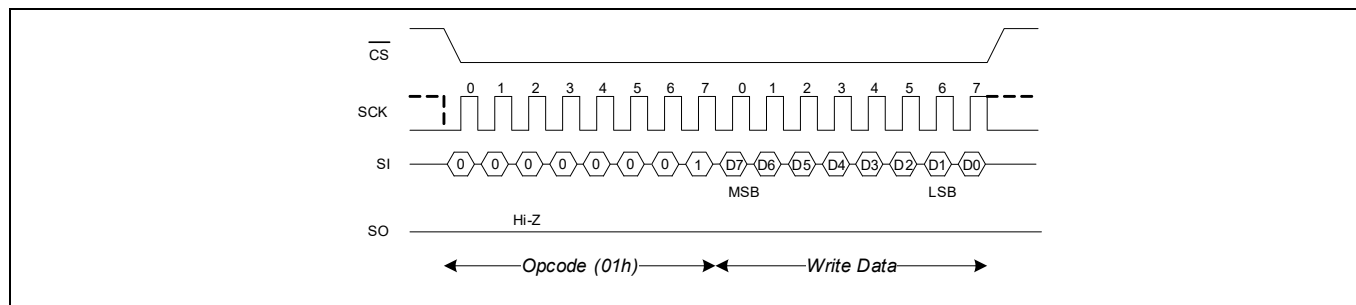 CS
0 1 2 3 4 5 6 7 0 1 2 3 4 5 6 7
SCK
SI 0 0 0 0 0 0 0 1 D7 D6 D5 D4 D3 D2 D1 D0
MSB LSB
Hi-Z
SO
Opcode (01h) Write Data